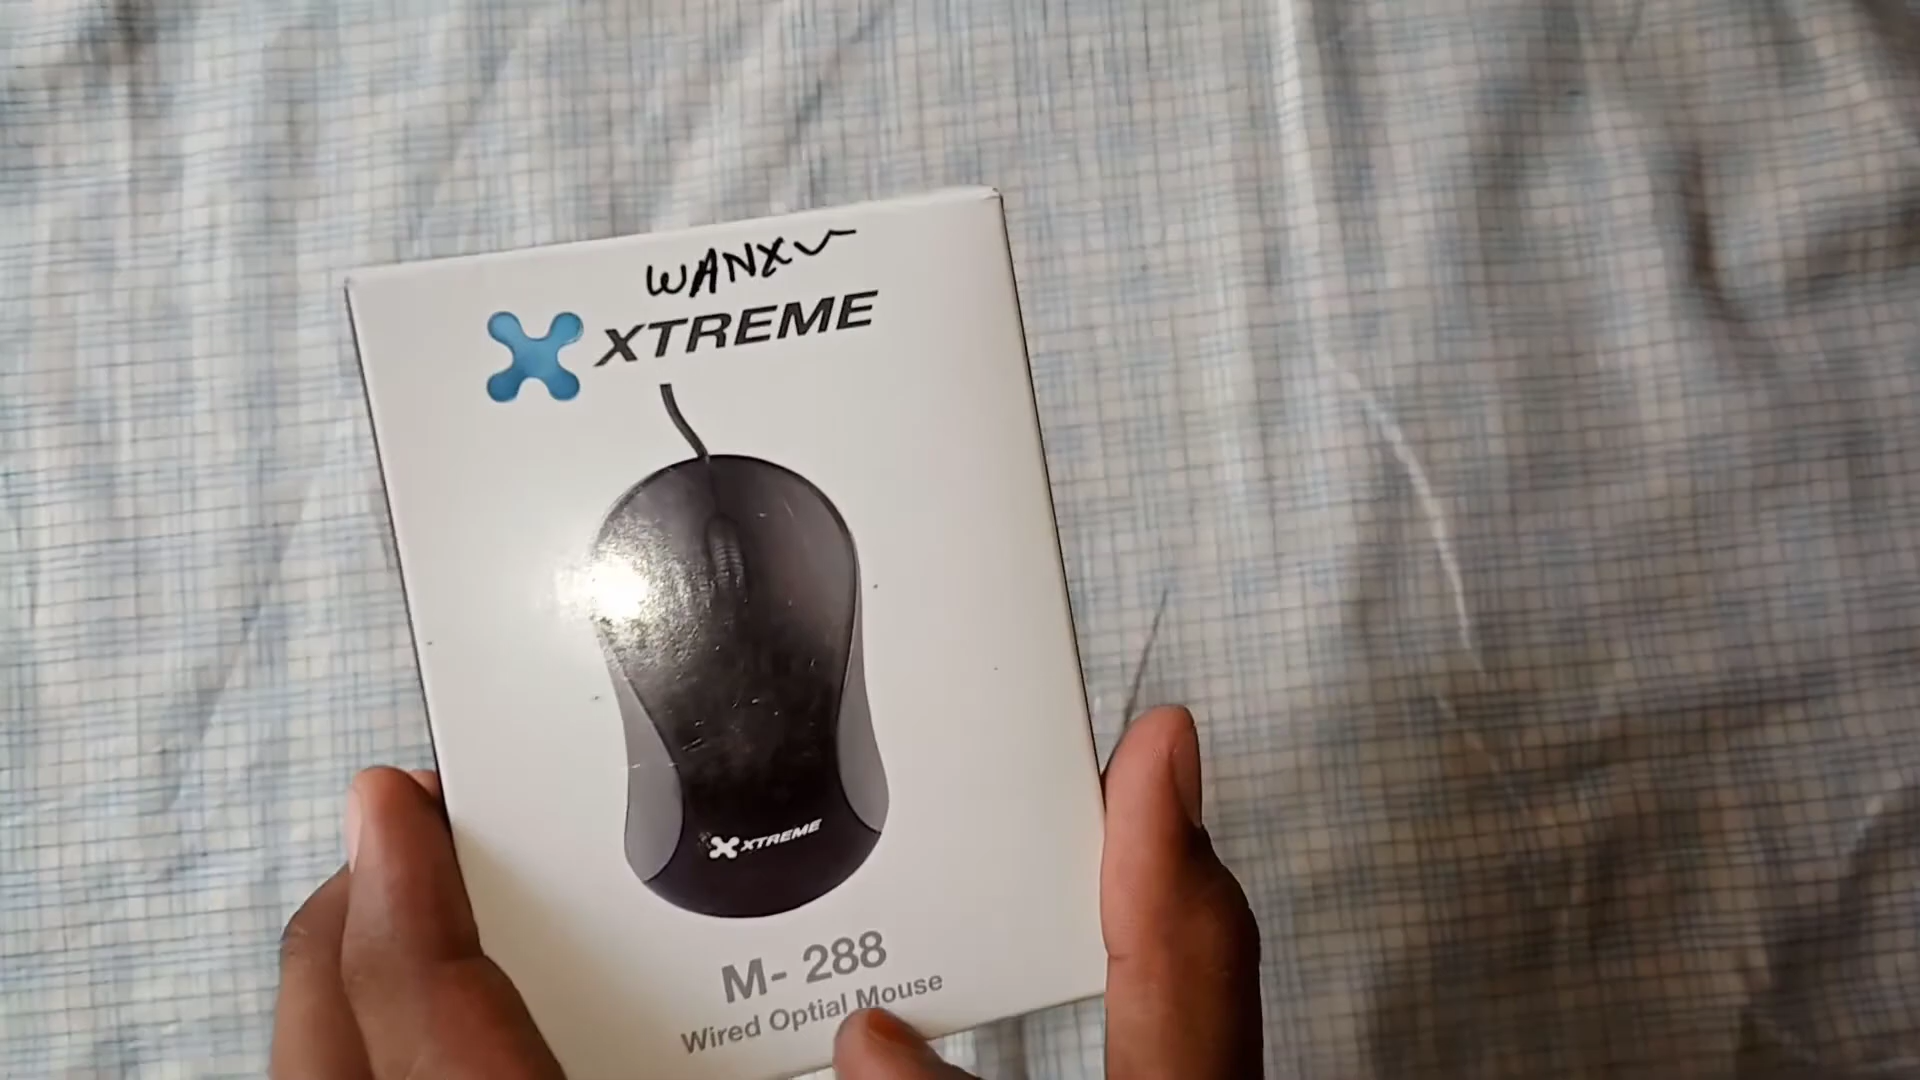 WANXU
XTREME
XTREME
M- 288
Wired Optial Mouse